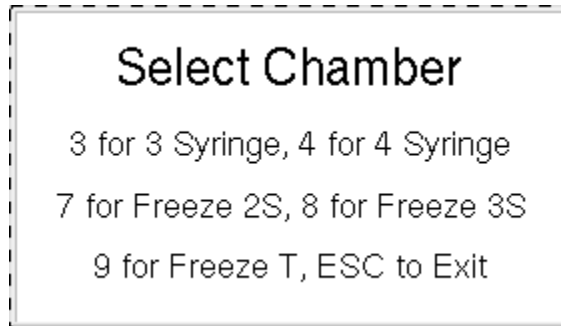 Select Chamber
3 for 3 Syringe, 4 for 4 Syringe
7 for Freeze 2S, 8 for Freeze 3S
9 for Freeze T, ESC to Exit